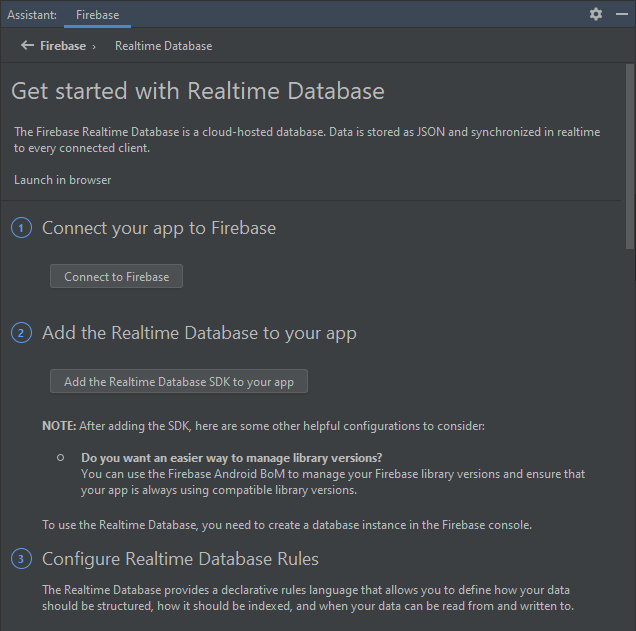 Assistant: Firebase
Firebase › Realtime Database
Get started with Realtime Database
The Firebase Realtime Database is a cloud-hosted database. Data is stored as JSON and synchronized in realtime
to every connected client.
Launch in browser
1 Connect your app to Firebase
Connect to Firebase
2 Add the Realtime Database to your app
Add the Realtime Database SDK to your app
NOTE: After adding the SDK, here are some other helpful configurations to consider:
Do you want an easier way to manage library versions?
You can use the Firebase Android BoM to manage your Firebase library versions and ensure that
your app is always using compatible library versions.
To use the Realtime Database, you need to create a database instance in the Firebase console.
3 Configure Realtime Database Rules
The Realtime Database provides a declarative rules language that allows you to define how your data
should be structured, how it should be indexed, and when your data can be read from and written to.